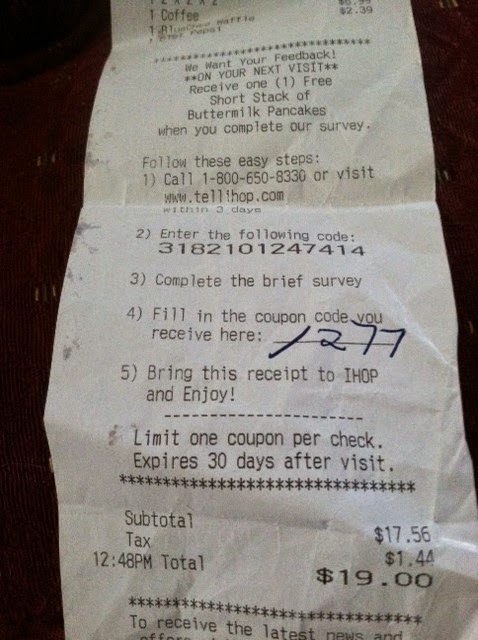 1 2 X 2 X 2
1 Coffee $2.39
We Want Your Feedback!
**ON YOUR NEXT VISIT**
Receive one (1) Free
Short Stack of
Buttermilk Pancakes
when you complete our survey.
Follow these easy steps:
1) Call 1-800-650-8330 or visit
www.tellihop.com
within 3 days
2) Enter the following code:
3182101247414
3) Complete the brief survey
4) Fill in the coupon code you
receive here: 1277
5) Bring this receipt to IHOP
and Enjoy!
--------------------
Limit one coupon per check.
Expires 30 days after visit.
*********************************
Subtotal $17.56
Tax $1.44
12:48PM Total $19.00
*********************************
To receive the latest news and